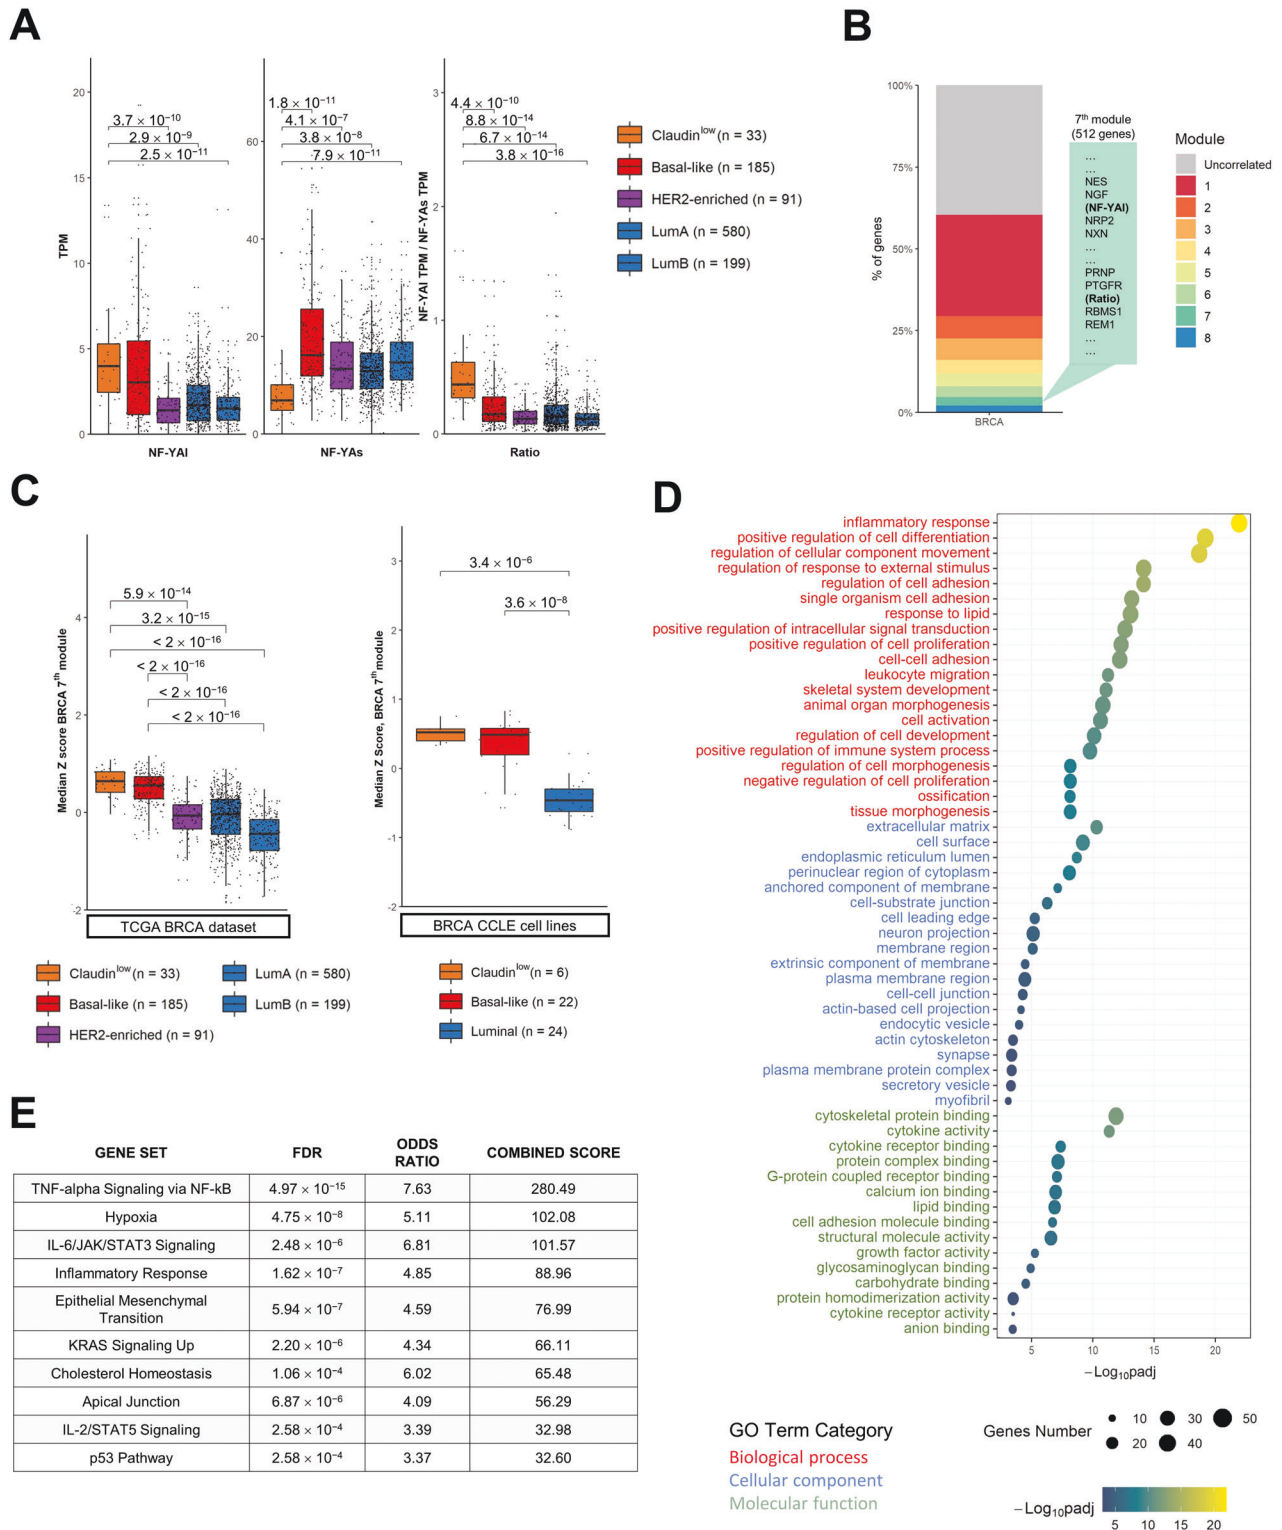 A
20
15
10
5
0
TPM
3.7 × 10⁻¹⁰
2.9 × 10⁻⁹
2.5 × 10⁻¹¹
NF-YAl
60
40
20
0
1.8 × 10⁻¹¹
4.1 × 10⁻⁷
3.8 × 10⁻⁸
7.9 × 10⁻¹¹
NF-YAs
3
2
1
0
NF-YAl TPM / NF-YAs TPM
4.4 × 10⁻¹⁰
8.8 × 10⁻¹⁴
6.7 × 10⁻¹⁴
3.8 × 10⁻¹⁶
Ratio
Claudin^low (n = 33)
Basal-like (n = 185)
HER2-enriched (n = 91)
LumA (n = 580)
LumB (n = 199)
B
100%
75%
50%
25%
0%
% of genes
BRCA
7th module
(512 genes)
...
...
NES
NGF
(NF-YAl)
NRP2
NXN
...
...
PRNP
PTGFR
(Ratio)
RBMS1
REM1
...
...
Module
Uncorrelated
1
2
3
4
5
6
7
8
C
4
2
0
-2
Median Z score BRCA 7th module
5.9 × 10⁻¹⁴
3.2 × 10⁻¹⁵
< 2 × 10⁻¹⁶
< 2 × 10⁻¹⁶
< 2 × 10⁻¹⁶
< 2 × 10⁻¹⁶
TCGA BRCA dataset
Claudin^low (n = 33)
Basal-like (n = 185)
HER2-enriched (n = 91)
LumA (n = 580)
LumB (n = 199)
3
2
1
0
-1
-2
Median Z Score, BRCA 7th module
3.4 × 10⁻⁶
3.6 × 10⁻⁸
BRCA CCLE cell lines
Claudin^low (n = 6)
Basal-like (n = 22)
Luminal (n = 24)
D
inflammatory response
positive regulation of cell differentiation
regulation of cellular component movement
regulation of response to external stimulus
regulation of cell adhesion
single organism cell adhesion
response to lipid
positive regulation of intracellular signal transduction
positive regulation of cell proliferation
cell-cell adhesion
leukocyte migration
skeletal system development
animal organ morphogenesis
cell activation
regulation of cell development
positive regulation of immune system process
regulation of cell morphogenesis
negative regulation of cell proliferation
ossification
tissue morphogenesis
extracellular matrix
cell surface
endoplasmic reticulum lumen
perinuclear region of cytoplasm
anchored component of membrane
cell-substrate junction
cell leading edge
neuron projection
membrane region
extrinsic component of membrane
plasma membrane region
cell-cell junction
actin-based cell projection
endocytic vesicle
actin cytoskeleton
synapse
plasma membrane protein complex
secretory vesicle
myofibril
cytoskeletal protein binding
cytokine activity
cytokine receptor binding
protein complex binding
G-protein coupled receptor binding
calcium ion binding
lipid binding
cell adhesion molecule binding
structural molecule activity
growth factor activity
glycosaminoglycan binding
carbohydrate binding
protein homodimerization activity
cytokine receptor activity
anion binding
5 10 15 20
−Log₁₀padj
GO Term Category
Biological process
Cellular component
Molecular function
Genes Number
10 30 50
20 40
−Log₁₀padj
5 10 15 20
E
GENE SET FDR ODDS RATIO COMBINED SCORE
TNF-alpha Signaling via NF-kB 4.97 × 10⁻¹⁵ 7.63 280.49
Hypoxia 4.75 × 10⁻⁸ 5.11 102.08
IL-6/JAK/STAT3 Signaling 2.48 × 10⁻⁶ 6.81 101.57
Inflammatory Response 1.62 × 10⁻⁷ 4.85 88.96
Epithelial Mesenchymal Transition 5.94 × 10⁻⁷ 4.59 76.99
KRAS Signaling Up 2.20 × 10⁻⁶ 4.34 66.11
Cholesterol Homeostasis 1.06 × 10⁻⁴ 6.02 65.48
Apical Junction 6.87 × 10⁻⁶ 4.09 56.29
IL-2/STAT5 Signaling 2.58 × 10⁻⁴ 3.39 32.98
p53 Pathway 2.58 × 10⁻⁴ 3.37 32.60